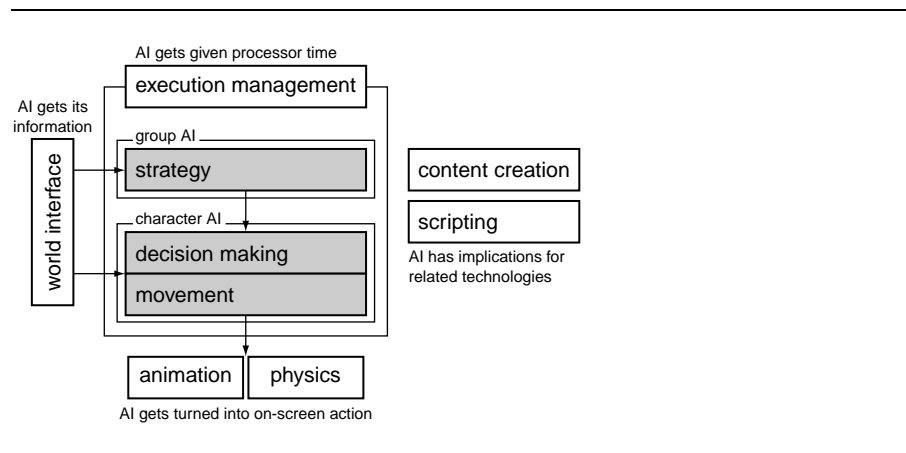 AI gets given processor time
execution management
AI gets its
information
group AI
world interface
strategy
content creation
character AI
scripting
decision making
AI has implications for
related technologies
movement
animation
physics
AI gets turned into on-screen action